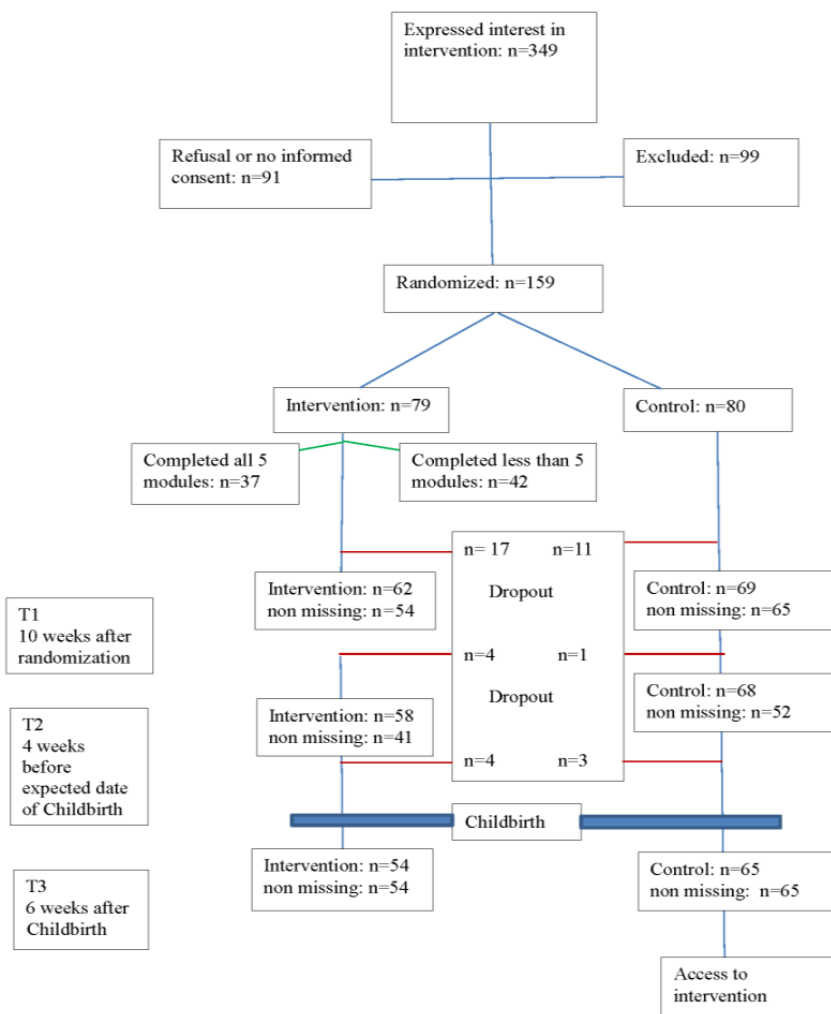 Expressed interest in
intervention: n=349
Refusal or no informed
consent: n=91
Excluded: n=99
Randomized: n=159
Intervention: n=79
Control: n=80
Completed all 5
modules: n=37
Completed less than 5
modules: n=42
n= 17 n=11
Dropout
T1
10 weeks after
randomization
Intervention: n=62
non missing: n=54
Control: n=69
non missing: n=65
n=4 n=1
Dropout
T2
4 weeks
before
expected date
of Childbirth
Intervention: n=58
non missing: n=41
Control: n=68
non missing: n=52
n=4 n=3
Childbirth
T3
6 weeks after
Childbirth
Intervention: n=54
non missing: n=54
Control: n=65
non missing: n=65
Access to
intervention